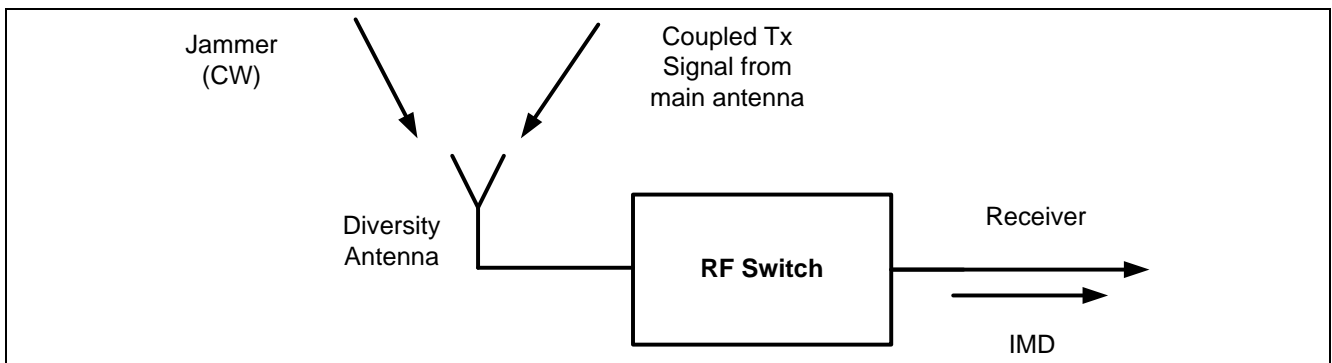 Jammer
(CW)
Coupled Tx
Signal from
main antenna
Diversity
Antenna
RF Switch
Receiver
IMD